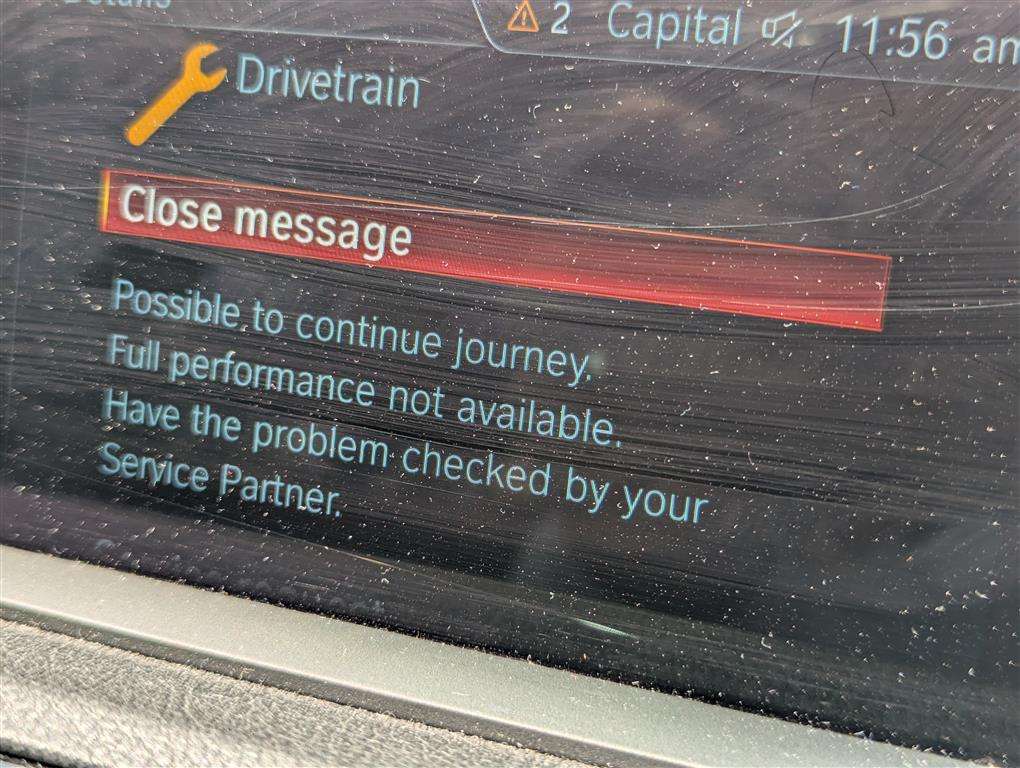 Details
2 Capital 11:56 am
Drivetrain
Close message
Possible to continue journey.
Full performance not available.
Have the problem checked by your
Service Partner.